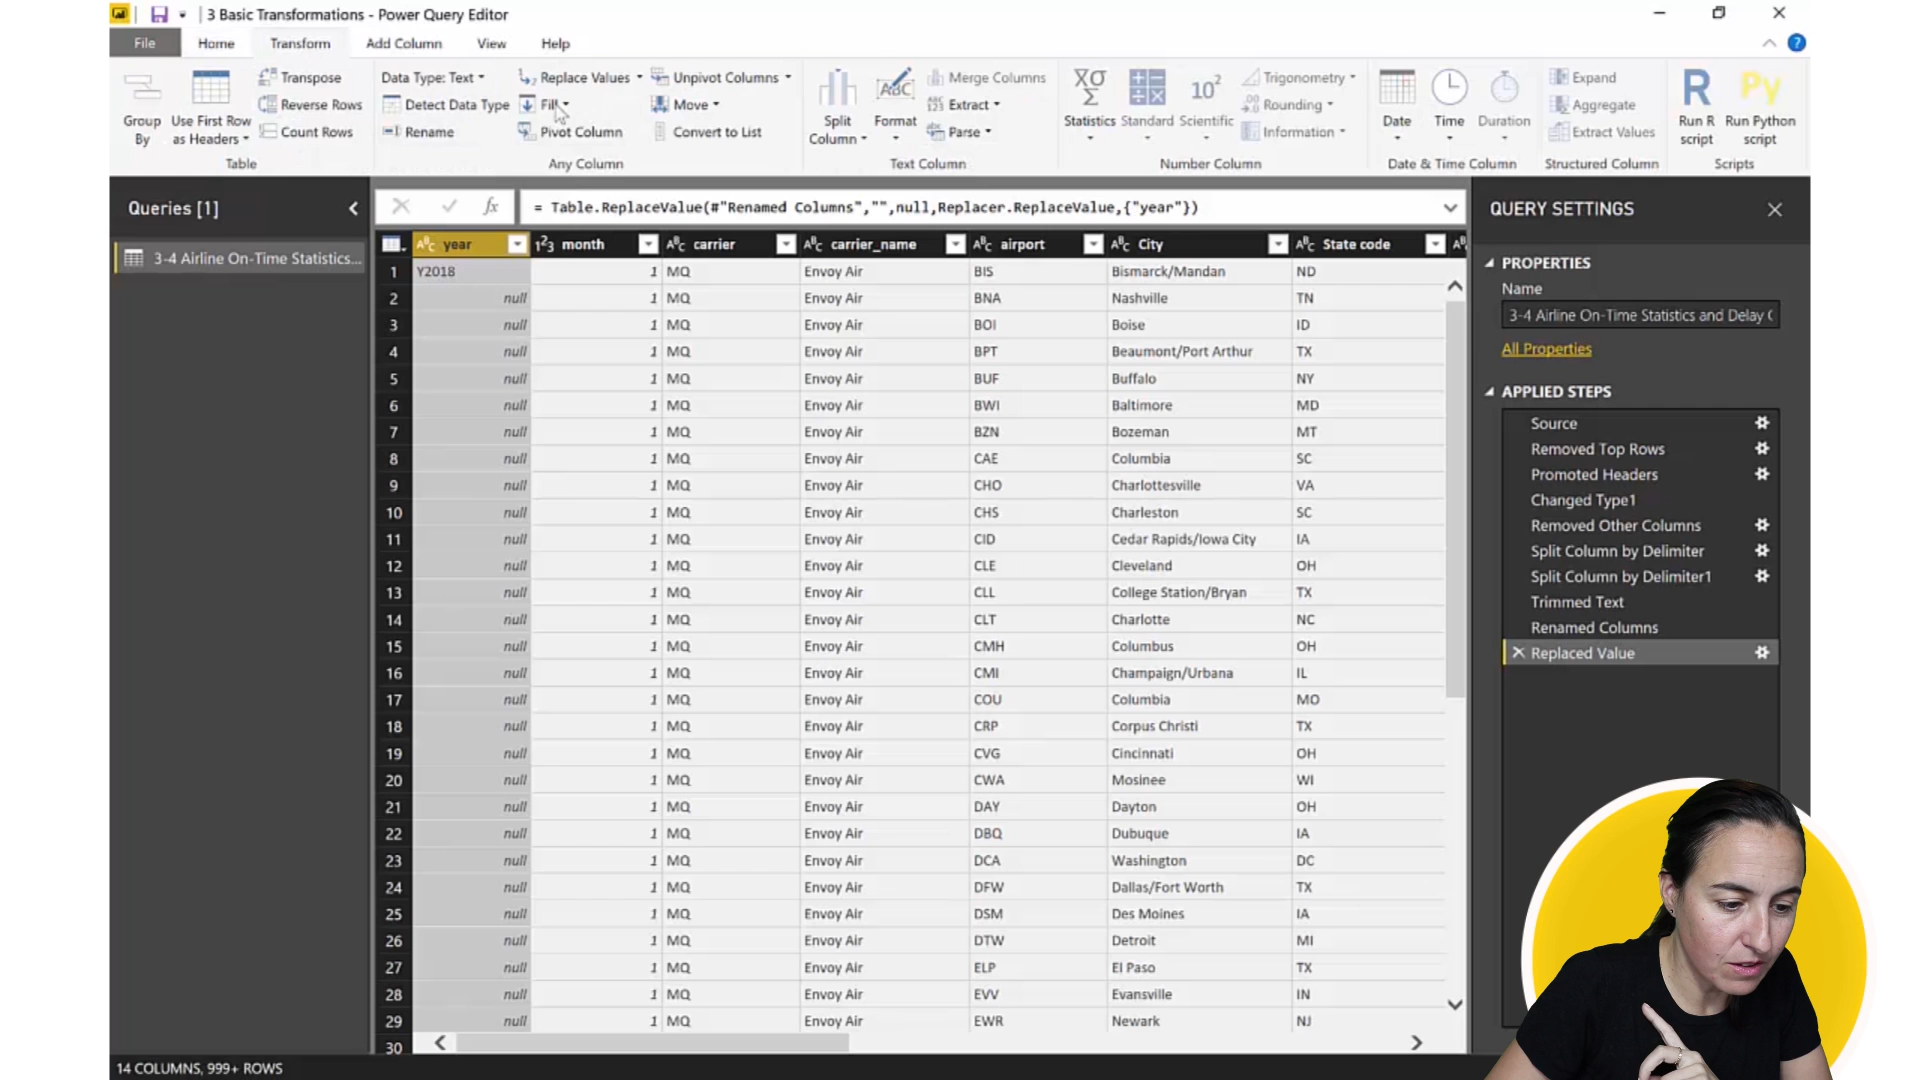 3 Basic Transformations - Power Query Editor
File Home Transform Add Column View Help
Group By
Use First Row as Headers
Transpose
Reverse Rows
Count Rows
Table
Data Type: Text
Detect Data Type
Rename
Replace Values
Fill
Pivot Column
Unpivot Columns
Move
Convert to List
Any Column
Split Column
ABC
Format
Merge Columns
ABC 123 Extract
abc Parse
Text Column
XΣ Statistics
Standard
10² Scientific
Trigonometry
.00 Rounding
Information
Number Column
Date
Time
Duration
Date & Time Column
Expand
Aggregate
Extract Values
Structured Column
R Run R script
Py Run Python script
Scripts
Queries [1]
3-4 Airline On-Time Statistics...
fx = Table.ReplaceValue(#"Renamed Columns","",null,Replacer.ReplaceValue,{"year"})
ABC year 123 month ABC carrier ABC carrier_name ABC airport ABC City ABC State code AB
1 Y2018 1 MQ Envoy Air BIS Bismarck/Mandan ND
2 null 1 MQ Envoy Air BNA Nashville TN
3 null 1 MQ Envoy Air BOI Boise ID
4 null 1 MQ Envoy Air BPT Beaumont/Port Arthur TX
5 null 1 MQ Envoy Air BUF Buffalo NY
6 null 1 MQ Envoy Air BWI Baltimore MD
7 null 1 MQ Envoy Air BZN Bozeman MT
8 null 1 MQ Envoy Air CAE Columbia SC
9 null 1 MQ Envoy Air CHO Charlottesville VA
10 null 1 MQ Envoy Air CHS Charleston SC
11 null 1 MQ Envoy Air CID Cedar Rapids/Iowa City IA
12 null 1 MQ Envoy Air CLE Cleveland OH
13 null 1 MQ Envoy Air CLL College Station/Bryan TX
14 null 1 MQ Envoy Air CLT Charlotte NC
15 null 1 MQ Envoy Air CMH Columbus OH
16 null 1 MQ Envoy Air CMI Champaign/Urbana IL
17 null 1 MQ Envoy Air COU Columbia MO
18 null 1 MQ Envoy Air CRP Corpus Christi TX
19 null 1 MQ Envoy Air CVG Cincinnati OH
20 null 1 MQ Envoy Air CWA Mosinee WI
21 null 1 MQ Envoy Air DAY Dayton OH
22 null 1 MQ Envoy Air DBQ Dubuque IA
23 null 1 MQ Envoy Air DCA Washington DC
24 null 1 MQ Envoy Air DFW Dallas/Fort Worth TX
25 null 1 MQ Envoy Air DSM Des Moines IA
26 null 1 MQ Envoy Air DTW Detroit MI
27 null 1 MQ Envoy Air ELP El Paso TX
28 null 1 MQ Envoy Air EVV Evansville IN
29 null 1 MQ Envoy Air EWR Newark NJ
30
QUERY SETTINGS
PROPERTIES
Name
3-4 Airline On-Time Statistics and Delay C
All Properties
APPLIED STEPS
Source
Removed Top Rows
Promoted Headers
Changed Type1
Removed Other Columns
Split Column by Delimiter
Split Column by Delimiter1
Trimmed Text
Renamed Columns
Replaced Value
14 COLUMNS, 999+ ROWS